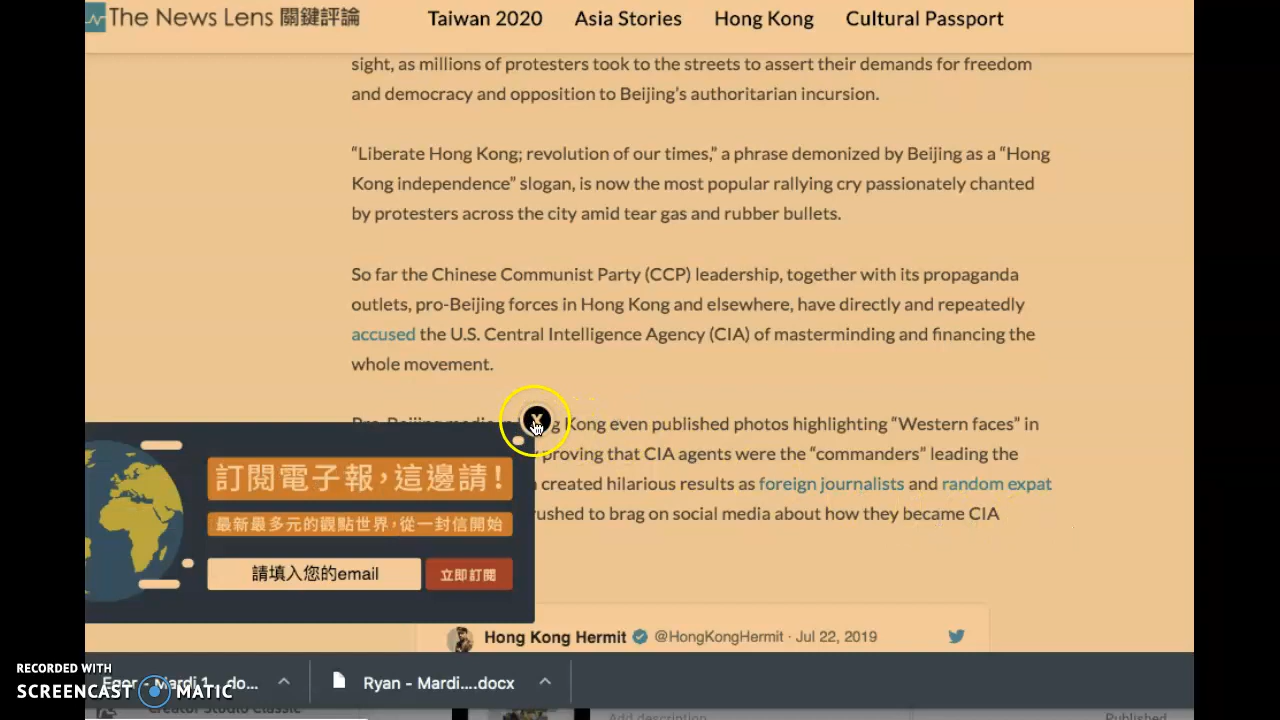 The News Lens 關鍵評論
Taiwan 2020 Asia Stories Hong Kong Cultural Passport
sight, as millions of protesters took to the streets to assert their demands for freedom
and democracy and opposition to Beijing’s authoritarian incursion.
“Liberate Hong Kong; revolution of our times,” a phrase demonized by Beijing as a “Hong
Kong independence” slogan, is now the most popular rallying cry passionately chanted
by protesters across the city amid tear gas and rubber bullets.
So far the Chinese Communist Party (CCP) leadership, together with its propaganda
outlets, pro-Beijing forces in Hong Kong and elsewhere, have directly and repeatedly
accused the U.S. Central Intelligence Agency (CIA) of masterminding and financing the
whole movement.
Kong even published photos highlighting “Western faces” in
proving that CIA agents were the “commanders” leading the
created hilarious results as foreign journalists and random expat
to brag on social media about how they became CIA
X
訂閱電子報，這邊請！
最新最多元的觀點世界，從一封信開始
請填入您的email 立即訂閱
Hong Kong Hermit @HongKongHermit · Jul 22, 2019
RECORDED WITH
SCREENCAST MATIC
Ryan - Mardi....docx
Creator Studio Classic
Add description
Published